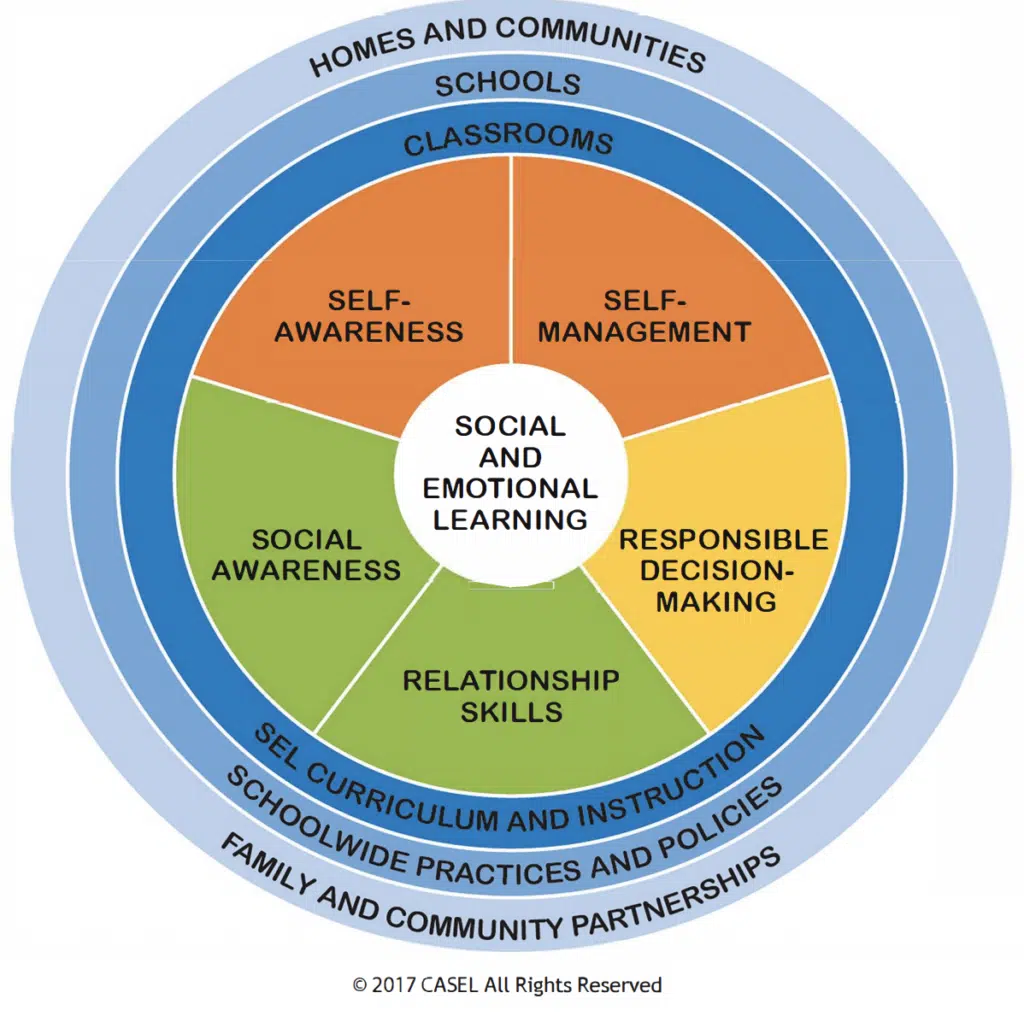 HOMES AND COMMUNITIES
SCHOOLS
CLASSROOMS
SELF-
AWARENESS
SELF-
MANAGEMENT
SOCIAL
AND
EMOTIONAL
LEARNING
SOCIAL
AWARENESS
RESPONSIBLE
DECISION-
MAKING
RELATIONSHIP
SKILLS
SEL CURRICULUM AND INSTRUCTION
SCHOOLWIDE PRACTICES AND POLICIES
FAMILY AND COMMUNITY PARTNERSHIPS
© 2017 CASEL All Rights Reserved